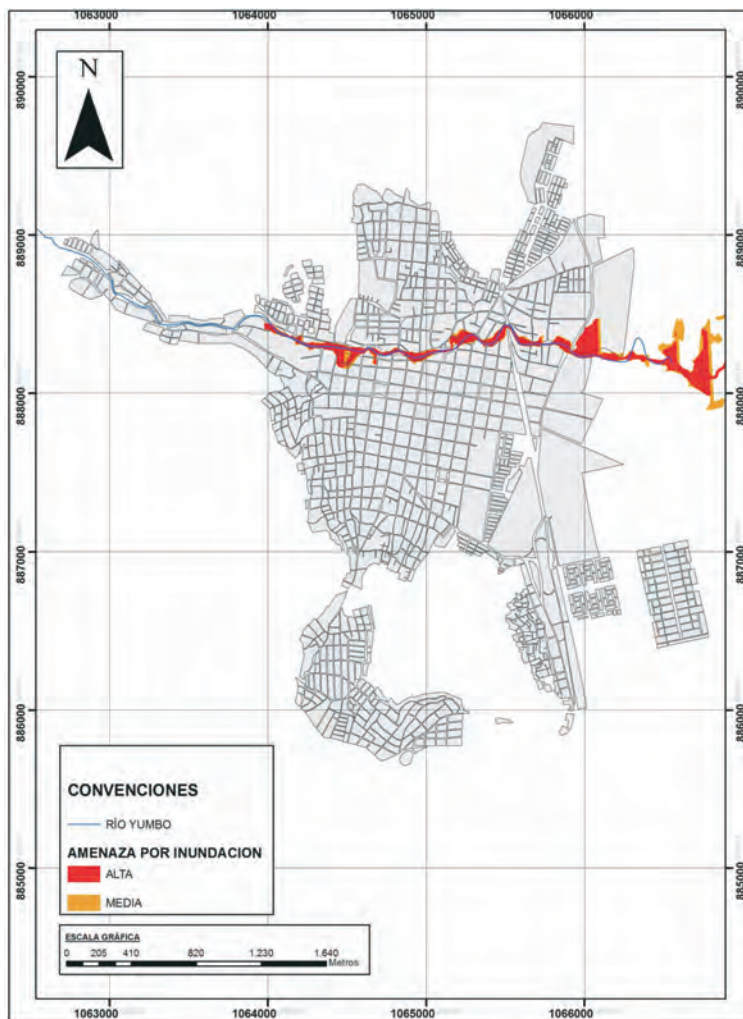 1063000 1064000 1065000 1066000
N
890000 890000
889000 889000
888000 888000
887000 887000
886000 886000
885000 885000
CONVENCIONES
RÍO YUMBO
AMENAZA POR INUNDACION
ALTA
MEDIA
ESCALA GRÁFICA
0 205 410 820 1.230 1.640
Metros
1063000 1064000 1065000 1066000